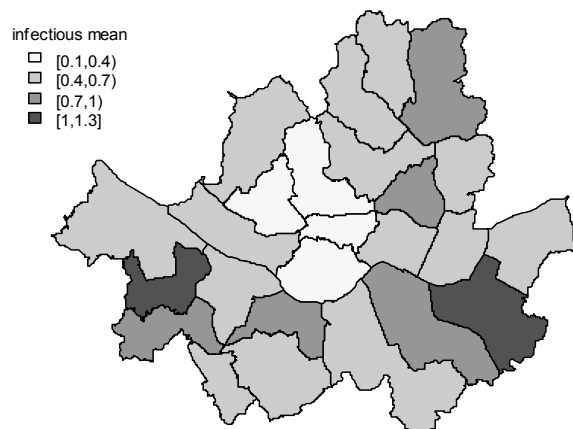 infectious mean
[0.1,0.4)
[0.4,0.7)
[0.7,1)
[1,1.3]